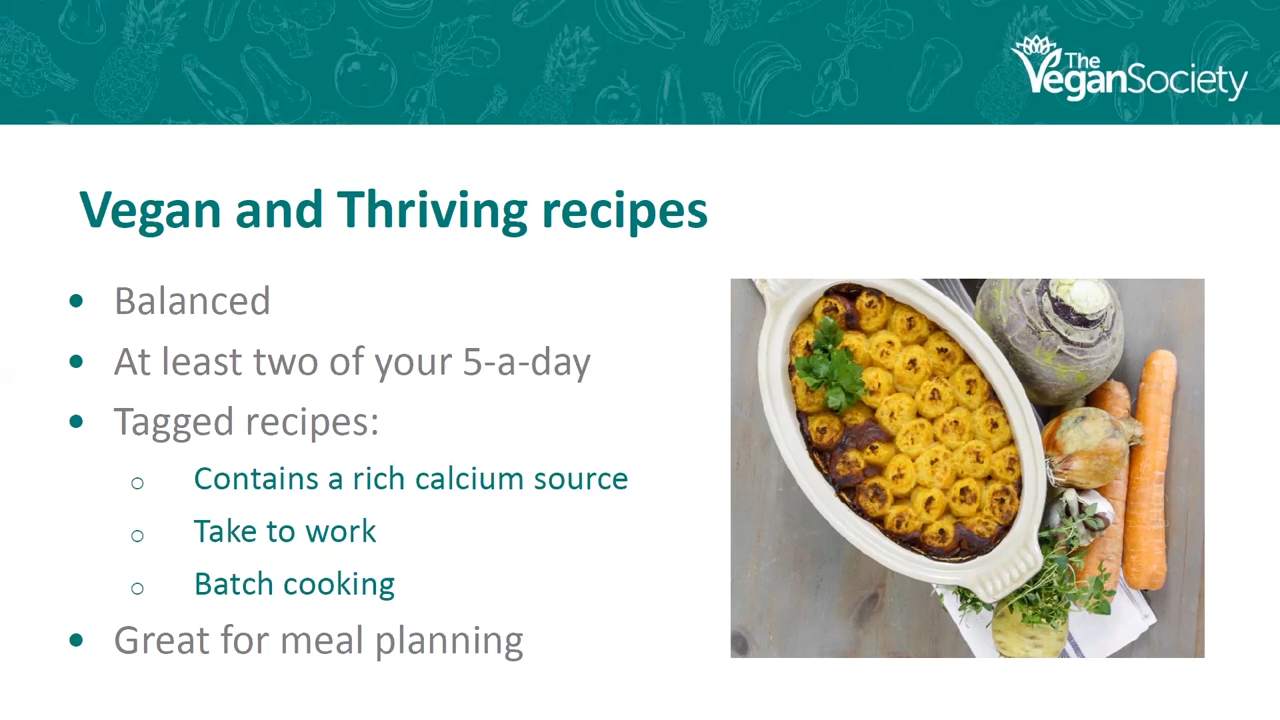 The
VeganSociety
Vegan and Thriving recipes
• Balanced
• At least two of your 5-a-day
• Tagged recipes:
o Contains a rich calcium source
o Take to work
o Batch cooking
• Great for meal planning